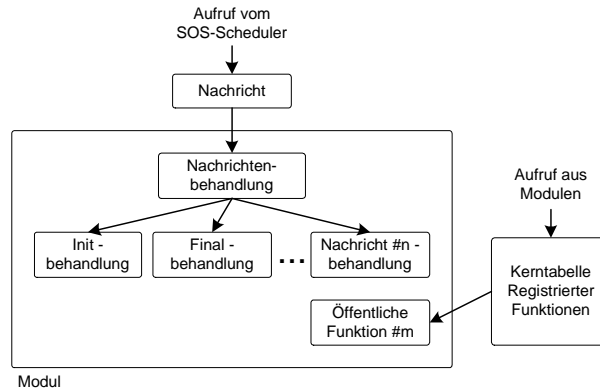 Aufruf vom
SOS-Scheduler
Nachricht
Nachrichten-
behandlung
Aufruf aus
Modulen
Init -
behandlung
Final -
behandlung
...
Nachricht #n -
behandlung
Kerntabelle
Registrierter
Funktionen
Öffentliche
Funktion #m
Modul